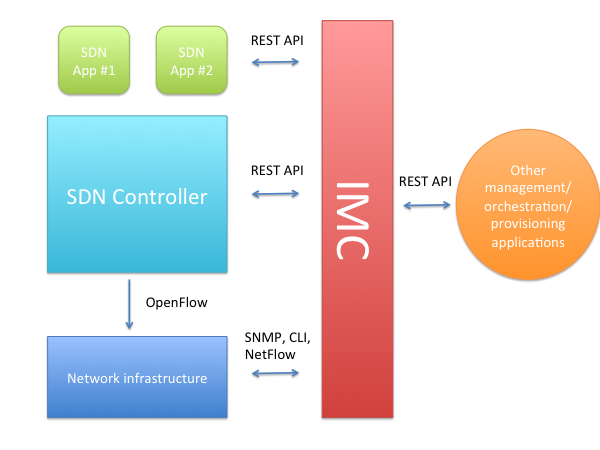 SDN
App #1
SDN
App #2
REST API
SDN Controller
REST API
IMC
REST API
Other
management/
orchestration/
provisioning
applications
OpenFlow
SNMP, CLI,
NetFlow
Network infrastructure